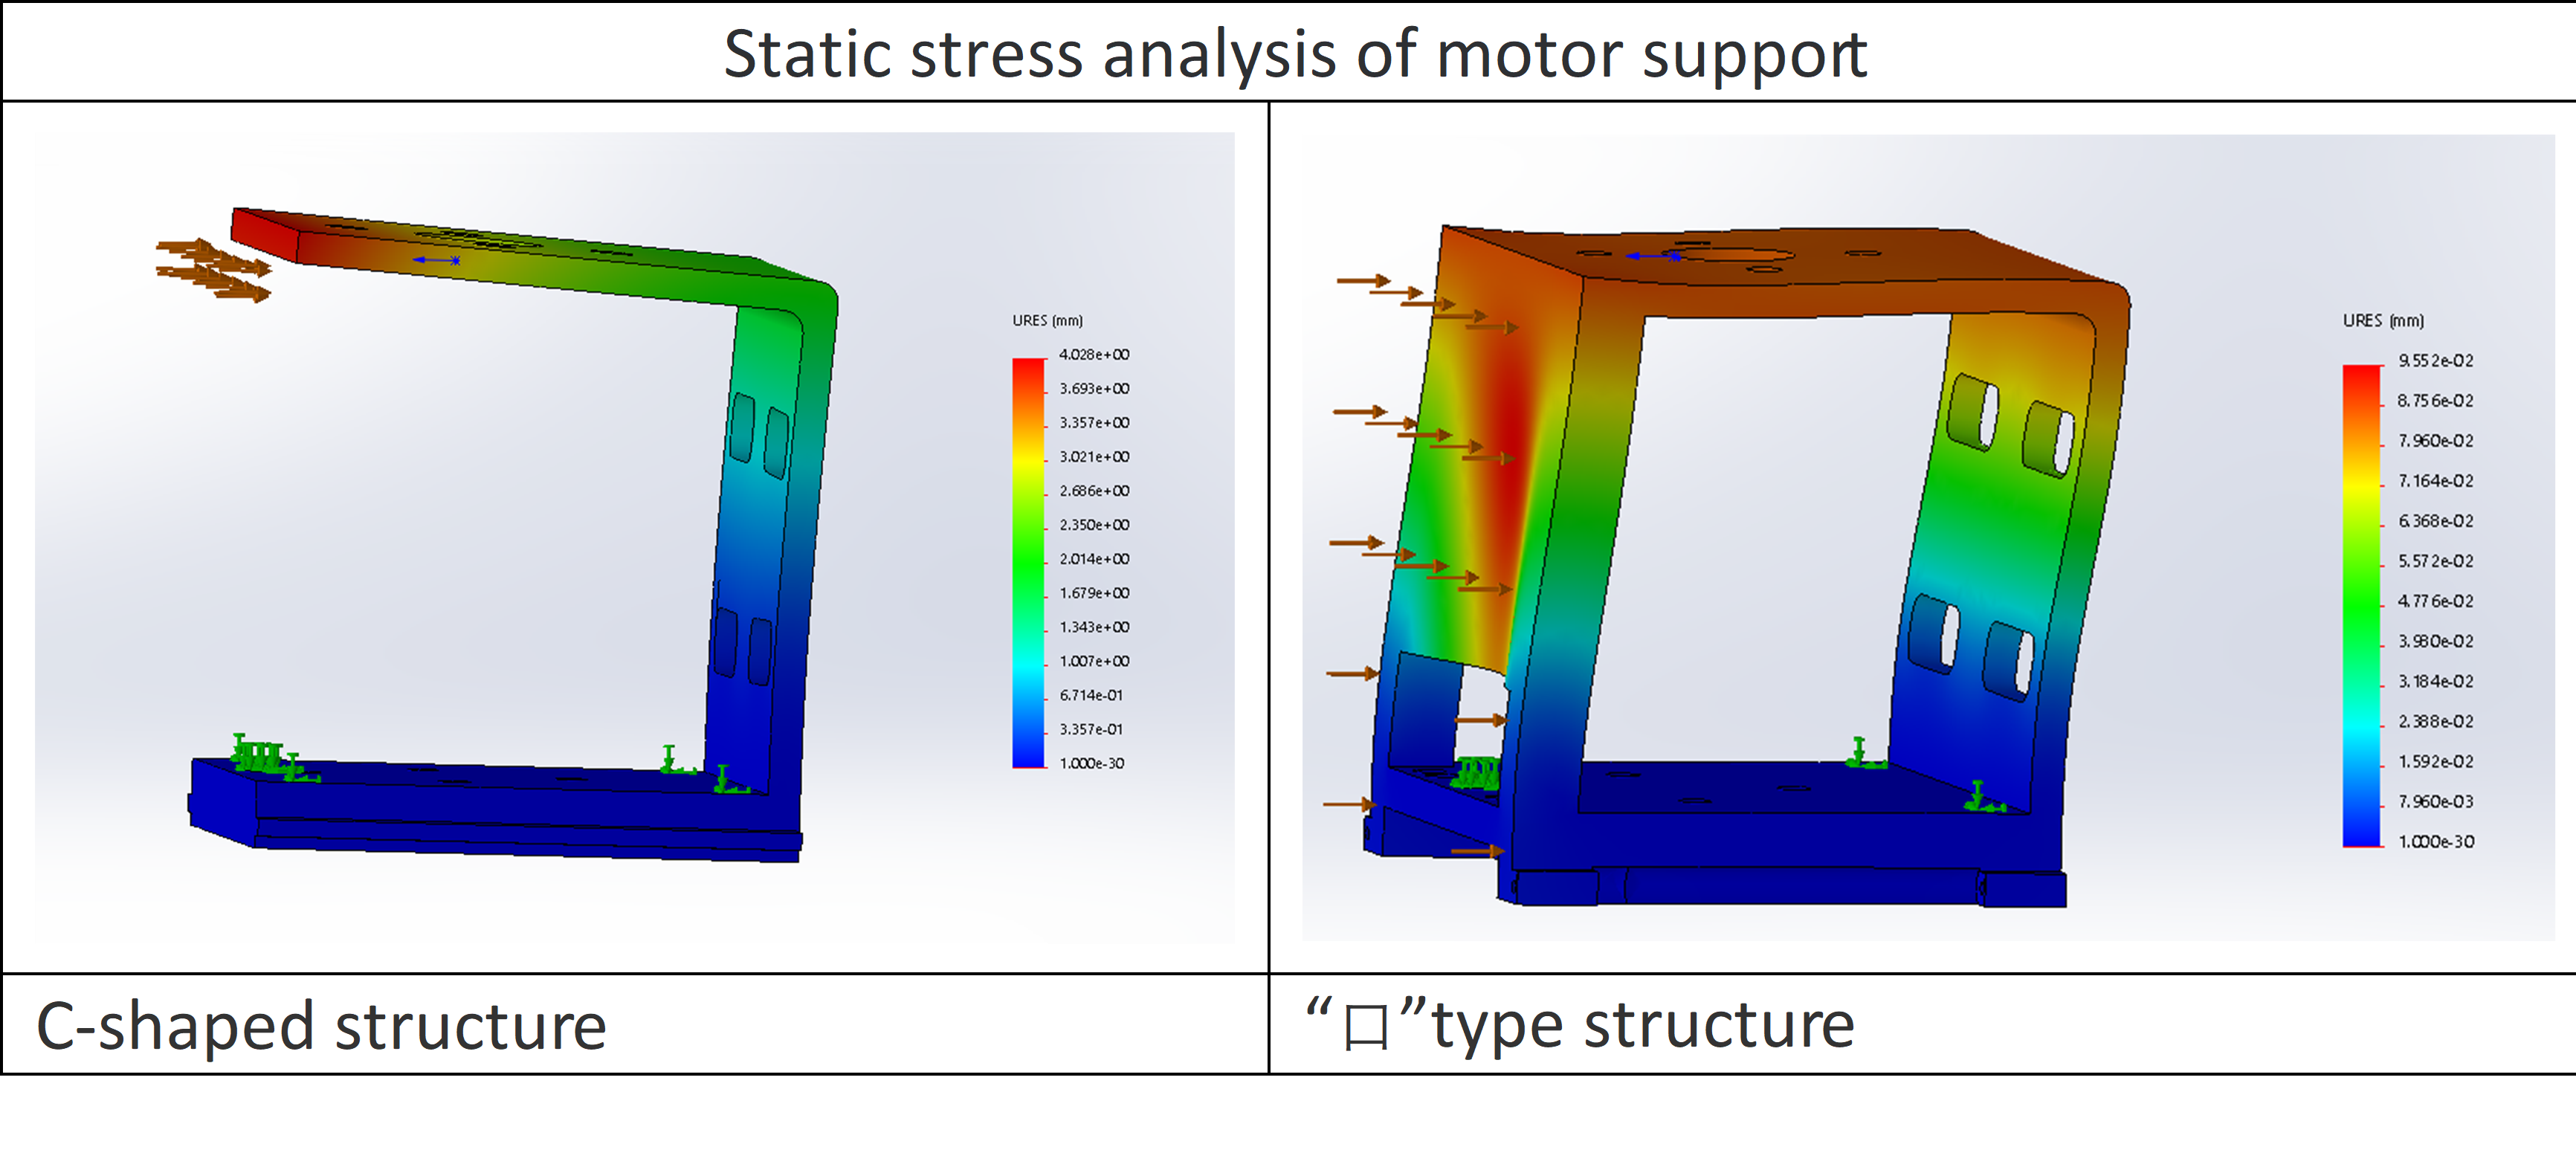 Static stress analysis of motor support
URES (mm)
4.028e+00
3.693e+00
3.357e+00
3.021e+00
2.686e+00
2.350e+00
2.014e+00
1.679e+00
1.343e+00
1.007e+00
6.714e-01
3.357e-01
1.000e-30
URES (mm)
9.552e-02
8.756e-02
7.960e-02
7.164e-02
6.368e-02
5.572e-02
4.776e-02
3.980e-02
3.184e-02
2.388e-02
1.592e-02
7.960e-03
1.000e-30
C-shaped structure
“口”type structure